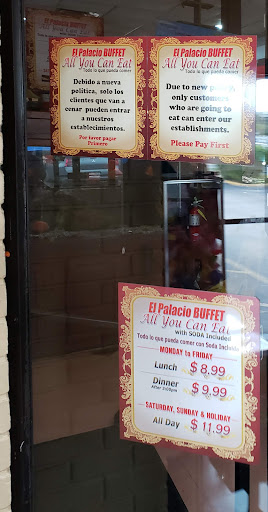 El Palacio BUFFET
All You Can Eat
Todo lo que pueda comer
Debido a nueva
política, solo los
clientes que van a
cenar pueden entrar
a nuestros
establecimientos.
Por favor pagar
Primero
El Palacio BUFFET
All You Can Eat
Todo lo que pueda comer
Due to new
only customers
who are going to
eat can enter our
establishments.
Please Pay First
El Palacio BUFFET
All You Can Eat
with SODA Included
Todo lo que pueda comer con Soda
MONDAY to FRIDAY
Lunch $8.99
Dinner $9.99
After 3:00pm
SATURDAY, SUNDAY & HOLIDAY
All Day $11.99